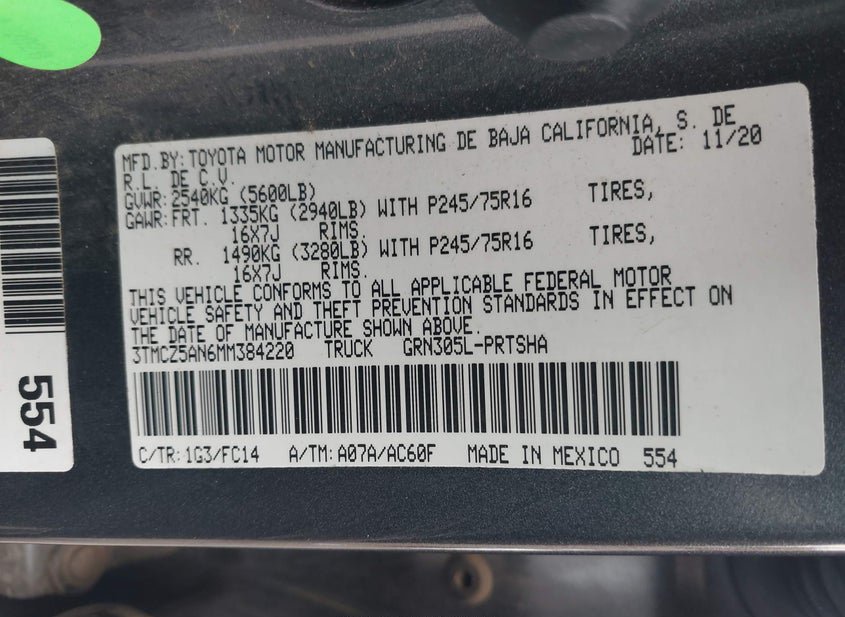 MFD.BY:TOYOTA MOTOR MANUFACTURING DE BAJA CALIFORNIA, S. DE
R.L. DE C.V. DATE: 11/20
GVWR:2540KG (5600LB)
GAWR:FRT. 1335KG (2940LB) WITH P245/75R16 TIRES,
16X7J RIMS.
RR. 1490KG (3280LB) WITH P245/75R16 TIRES,
16X7J RIMS.
THIS VEHICLE CONFORMS TO ALL APPLICABLE FEDERAL MOTOR
VEHICLE SAFETY AND THEFT PREVENTION STANDARDS IN EFFECT ON
THE DATE OF MANUFACTURE SHOWN ABOVE.
3TMCZ5AN6MM384220 TRUCK GRN305L-PRTSHA
C/TR:1G3/FC14 A/TM:A07A/AC60F MADE IN MEXICO 554
554